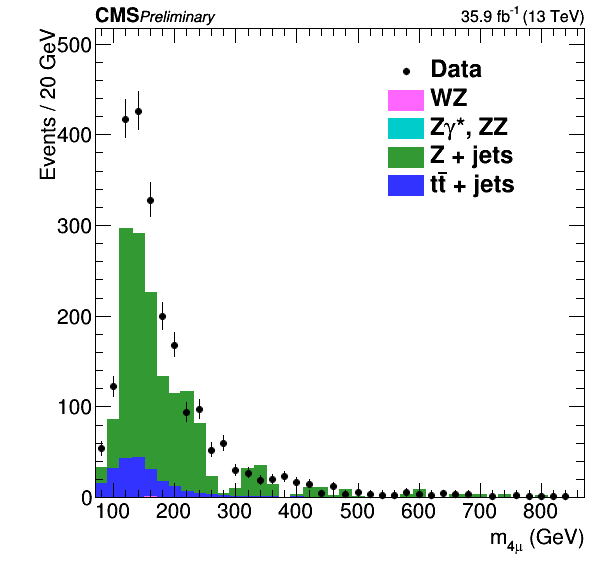 CMS Preliminary 35.9 fb⁻¹ (13 TeV)
Events / 20 GeV
500
400
300
200
100
0
Data
WZ
Zγ*, ZZ
Z + jets
tt̄ + jets
100 200 300 400 500 600 700 800
m4μ (GeV)